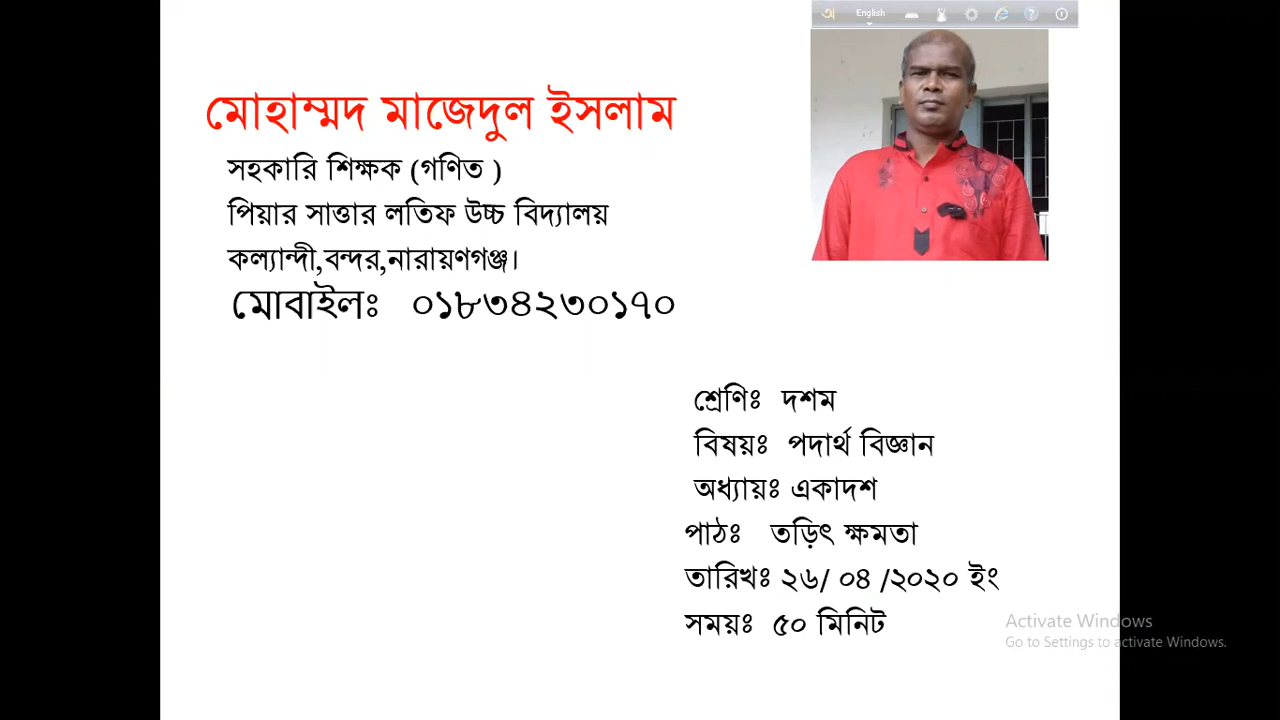 অ English
মোহাম্মদ মাজেদুল ইসলাম
সহকারি শিক্ষক (গণিত )
পিয়ার সাত্তার লতিফ উচ্চ বিদ্যালয়
কল্যান্দী,বন্দর,নারায়ণগঞ্জ।
মোবাইলঃ ০১৮৩৪২৩০১৭০
শ্রেণিঃ দশম
বিষয়ঃ পদার্থ বিজ্ঞান
অধ্যায়ঃ একাদশ
পাঠঃ তড়িৎ ক্ষমতা
তারিখঃ ২৬/ ০৪ /২০২০ ইং
সময়ঃ ৫০ মিনিট
Activate Windows
Go to Settings to activate Windows.